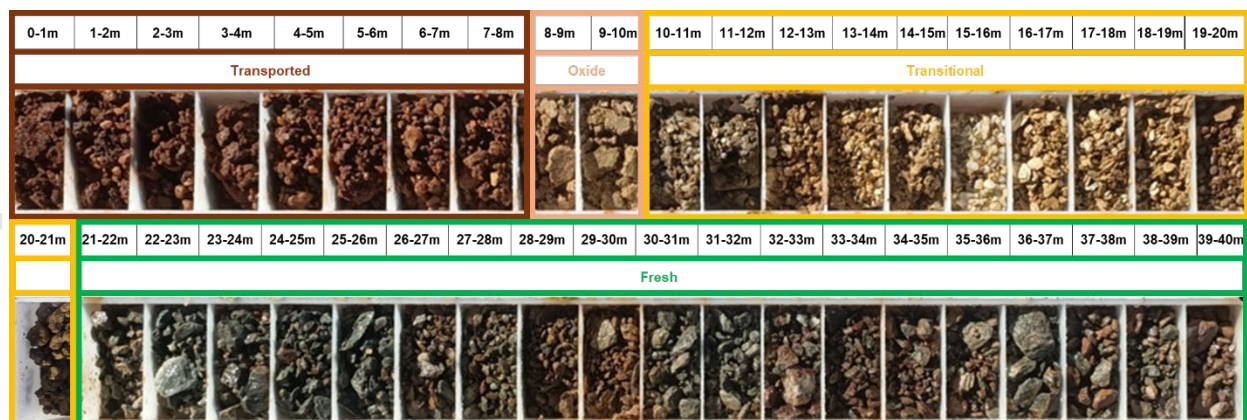 0-1m 1-2m 2-3m 3-4m 4-5m 5-6m 6-7m 7-8m 8-9m 9-10m 10-11m 11-12m 12-13m 13-14m 14-15m 15-16m 16-17m 17-18m 18-19m 19-20m
Transported Oxide Transitional
20-21m 21-22m 22-23m 23-24m 24-25m 25-26m 26-27m 27-28m 28-29m 29-30m 30-31m 31-32m 32-33m 33-34m 34-35m 35-36m 36-37m 37-38m 38-39m 39-40m
Fresh